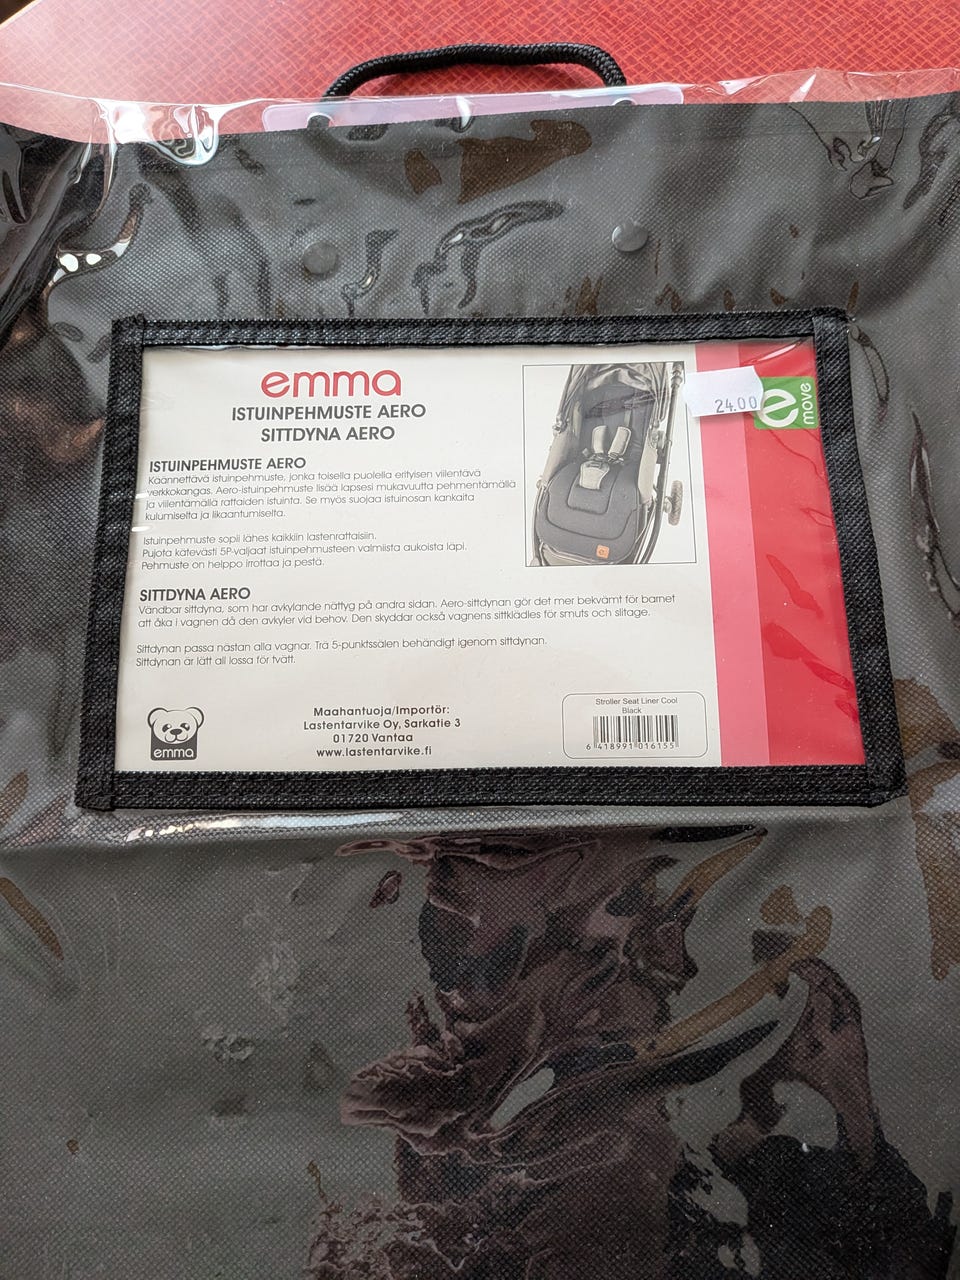 emma
ISTUINPEHMUSTE AERO
SITTDYNA AERO
24.00
e
move
ISTUINPEHMUSTE AERO
Käännettävä istuinpehmuste, jonka toisella puolella erityisen viilentävä
verkkokangas. Aero-istuinpehmuste lisää lapsesi mukavuutta pehmentämällä
ja viilentämällä rattaiden istuinta. Se myös suojaa istuinosan kankaita
kulumiselta ja likaantumiselta.
Istuinpehmuste sopii lähes kaikkiin lastenrattaisiin.
Pujota kätevästi 5P-valjaat istuinpehmusteen valmiista aukoista läpi.
Pehmuste on helppo irrottaa ja pestä.
SITTDYNA AERO
Vändbar sittdyna, som har avkylande nättyg på andra sidan. Aero-sittdynan gör det mer bekvämt för barnet
att åka i vagnen då den avkyler vid behov. Den skyddar också vagnens sittklädles för smuts och slitage.
Sittdynan passa nästan alla vagnar. Trä 5-punktssälen behändigt igenom sittdynan.
Sittdynan är lätt all lossa för tvätt.
emma
Maahantuoja/Importör:
Lastentarvike Oy, Sarkatie 3
01720 Vantaa
www.lastentarvike.fi
Stroller Seat Liner Cool
Black
6 418991 016155